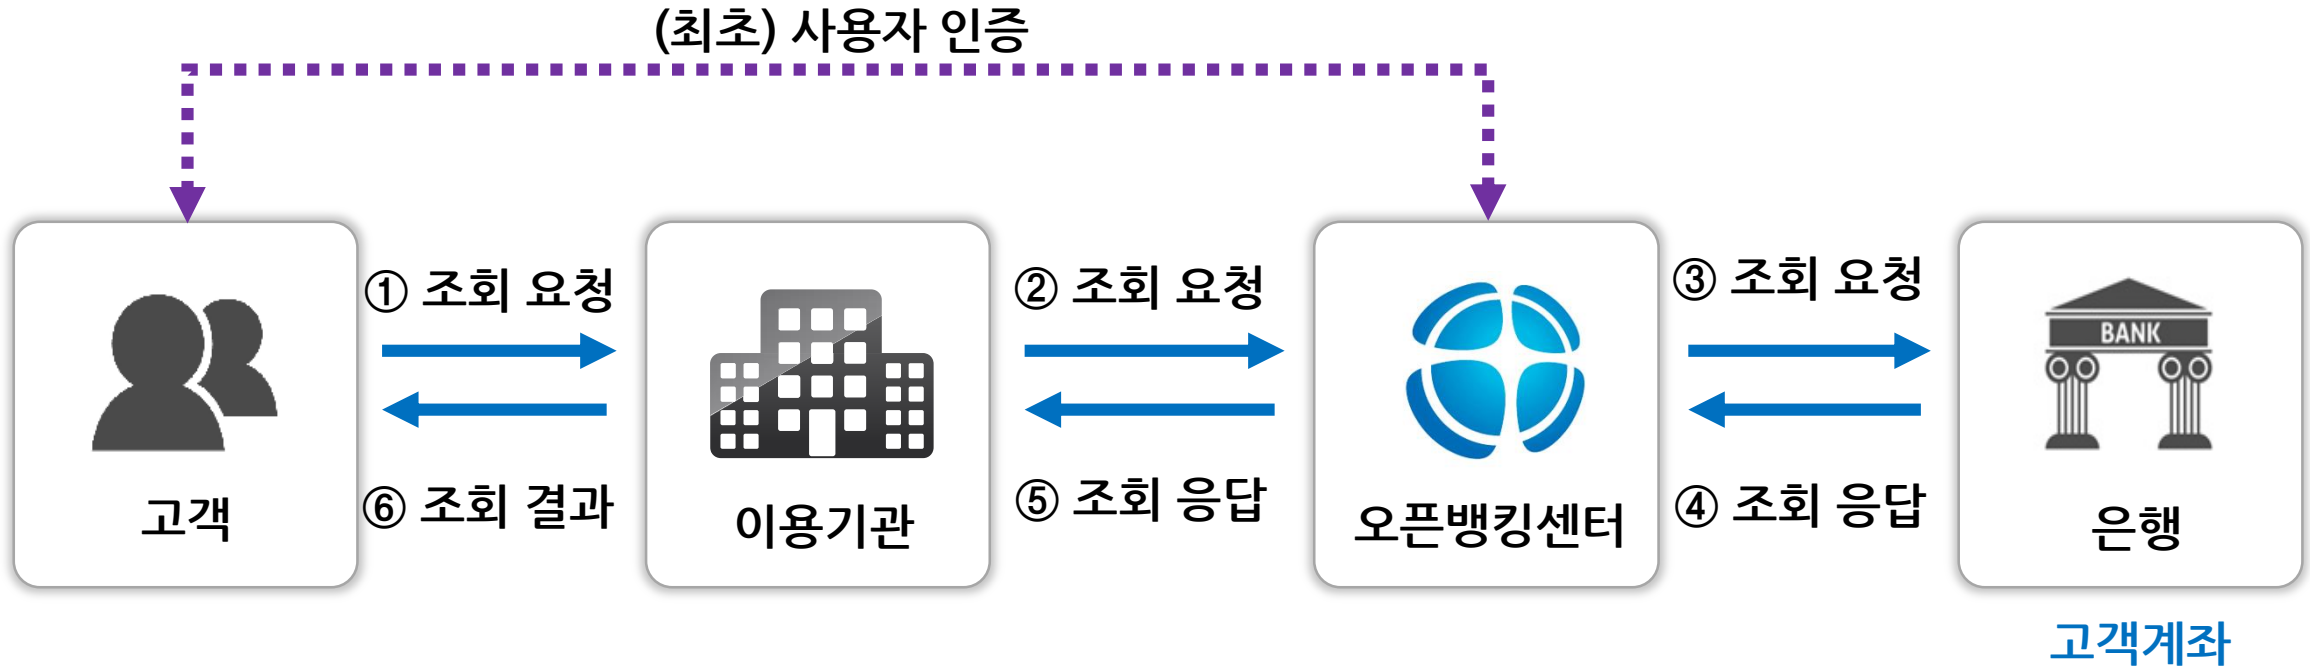 (최초) 사용자 인증
① 조회 요청
② 조회 요청
③ 조회 요청
BANK
⑥ 조회 결과
⑤ 조회 응답
④ 조회 응답
고객
이용기관
오픈뱅킹센터
은행
고객계좌